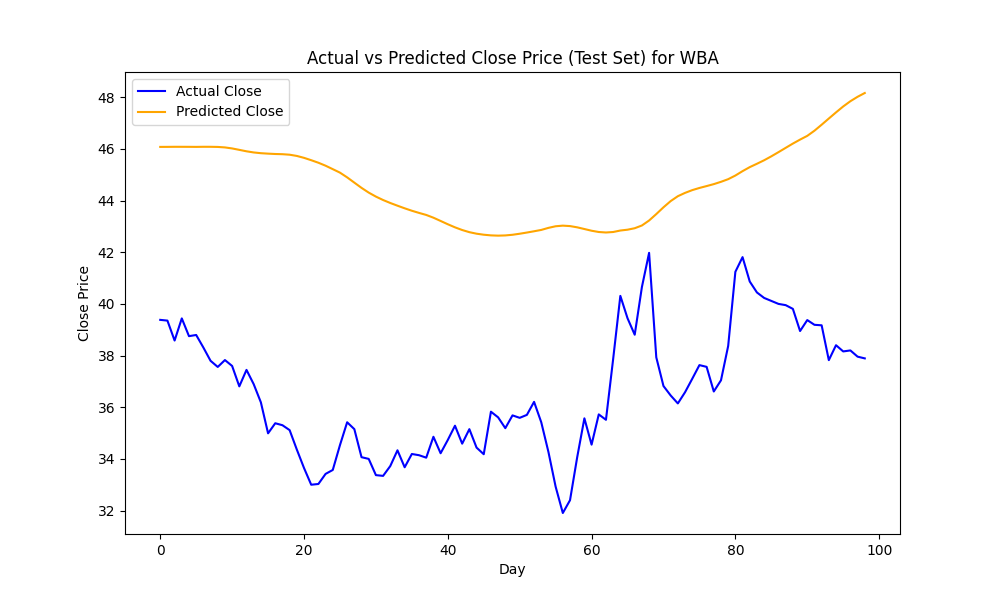 Actual vs Predicted Close Price (Test Set) for WBA
Actual Close
Predicted Close
Close Price
48
46
44
42
40
38
36
34
32
0 20 40 60 80 100
Day